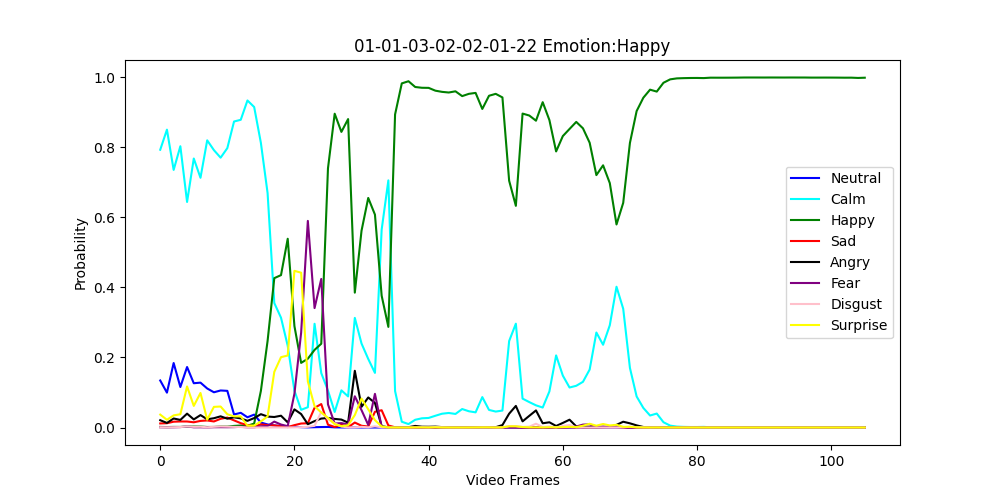 01-01-03-02-02-01-22 Emotion:Happy
Probability
1.0
0.8
0.6
0.4
0.2
0.0
0 20 40 60 80 100
Video Frames
Neutral
Calm
Happy
Sad
Angry
Fear
Disgust
Surprise